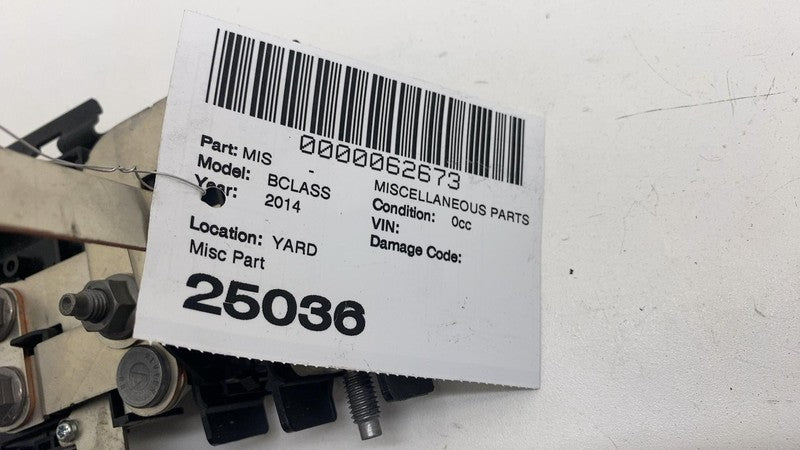 0000062673
Part: MIS - MISCELLANEOUS PARTS
Model: BCLASS Condition: 0cc
Year: 2014 VIN:
Damage Code:
Location: YARD
Misc Part
25036